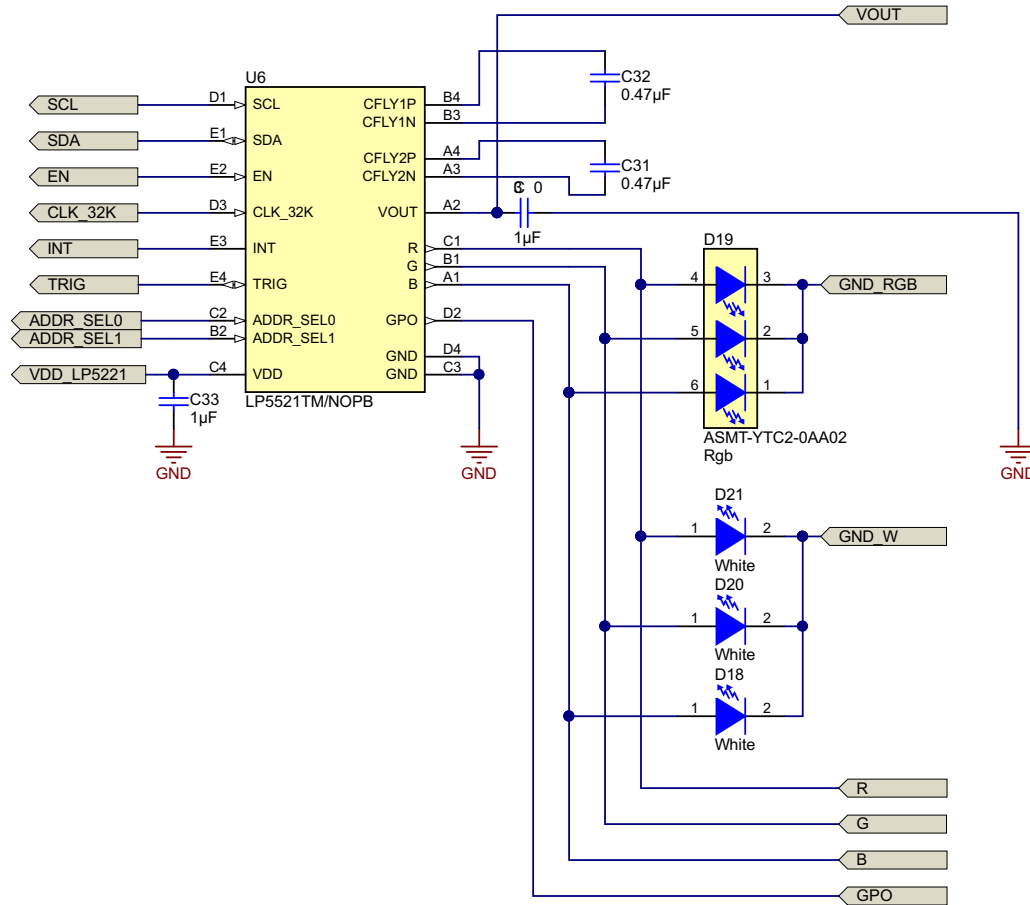 VOUT
U6
SCL D1 SCL CFLY1P B4
C32
0.47µF
CFLY1N B3
SDA E1 SDA
CFLY2P A4
C31
0.47µF
EN E2 EN CFLY2N A3
CLK_32K D3 CLK_32K VOUT A2
1µF
INT E3 INT R C1
G B1
TRIG E4 TRIG B A1
ADDR_SEL0 C2 ADDR_SEL0 GPO D2
ADDR_SEL1 B2 ADDR_SEL1
GND D4
VDD_LP5221 C4 VDD GND C3
LP5521TM/NOPB
C33
1µF
GND
GND
GND
D19
4 3 GND_RGB
5 2
6 1
ASMT-YTC2-0AA02
Rgb
D21
1 2 GND_W
White
D20
1 2
White
D18
1 2
White
R
G
B
GPO